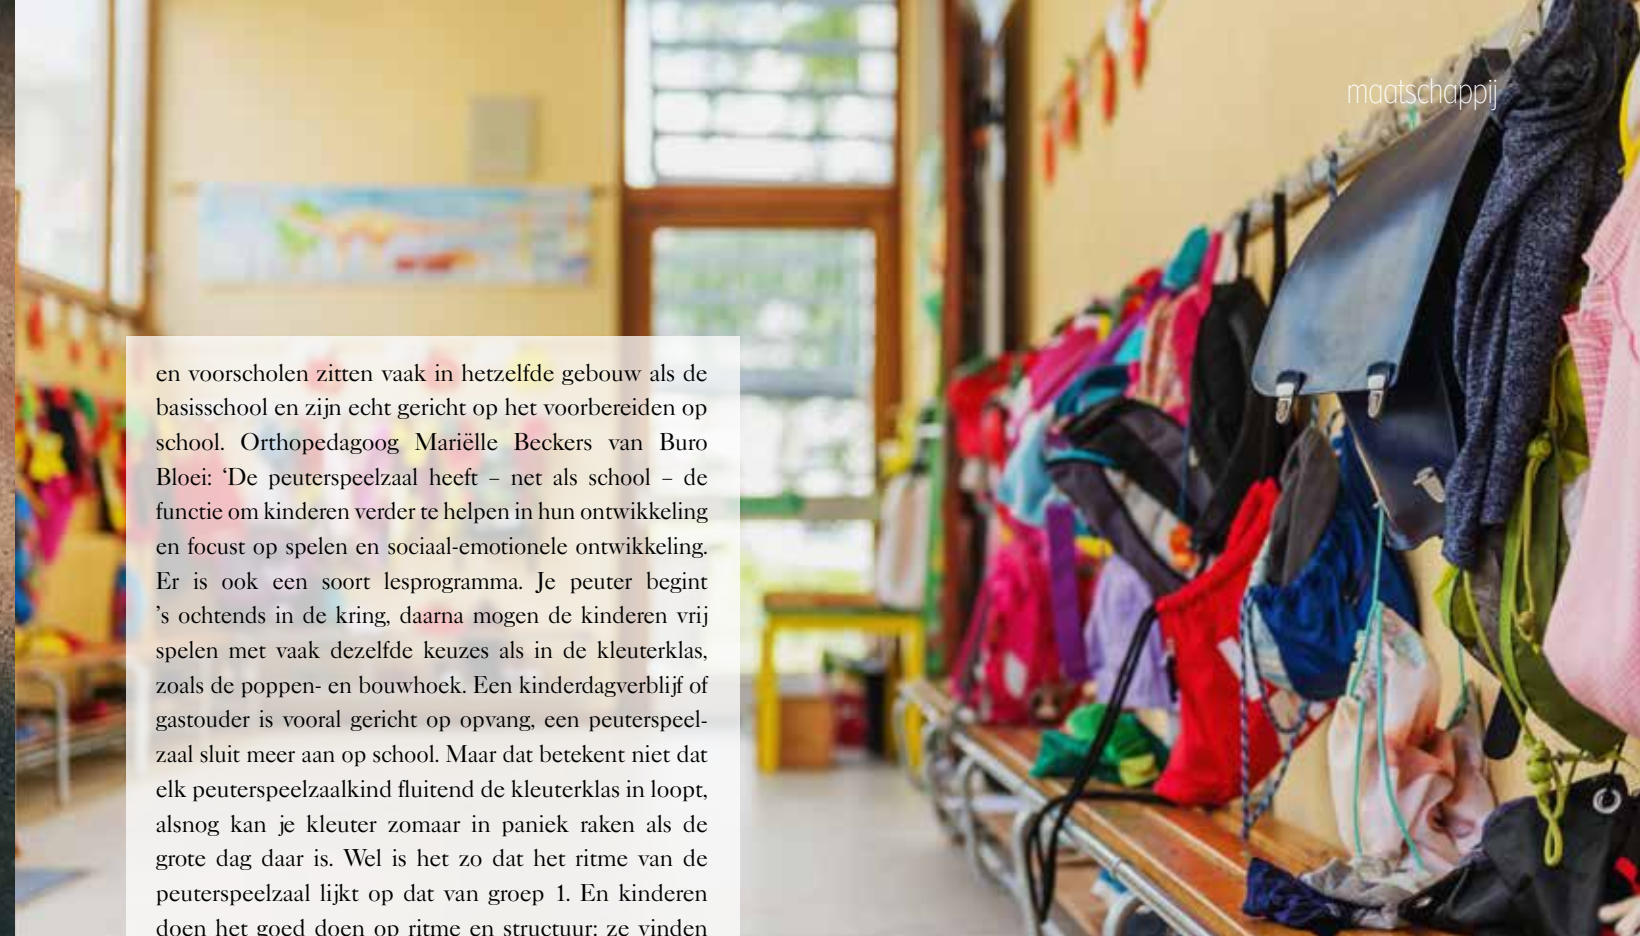 maatschappij
en voorscholen zitten vaak in hetzelfde gebouw als de
basisschool en zijn echt gericht op het voorbereiden op
school. Orthopedagoog Mariëlle Beckers van Buro
Bloei: ‘De peuterspeelzaal heeft – net als school – de
functie om kinderen verder te helpen in hun ontwikkeling
en focust op spelen en sociaal-emotionele ontwikkeling.
Er is ook een soort lesprogramma. Je peuter begint
’s ochtends in de kring, daarna mogen de kinderen vrij
spelen met vaak dezelfde keuzes als in de kleuterklas,
zoals de poppen- en bouwhoek. Een kinderdagverblijf of
gastouder is vooral gericht op opvang, een peuterspeel-
zaal sluit meer aan op school. Maar dat betekent niet dat
elk peuterspeelzaalkind fluitend de kleuterklas in loopt,
alsnog kan je kleuter zomaar in paniek raken als de
grote dag daar is. Wel is het zo dat het ritme van de
peuterspeelzaal lijkt op dat van groep 1. En kinderen
doen het goed doen op ritme en structuur: ze vinden